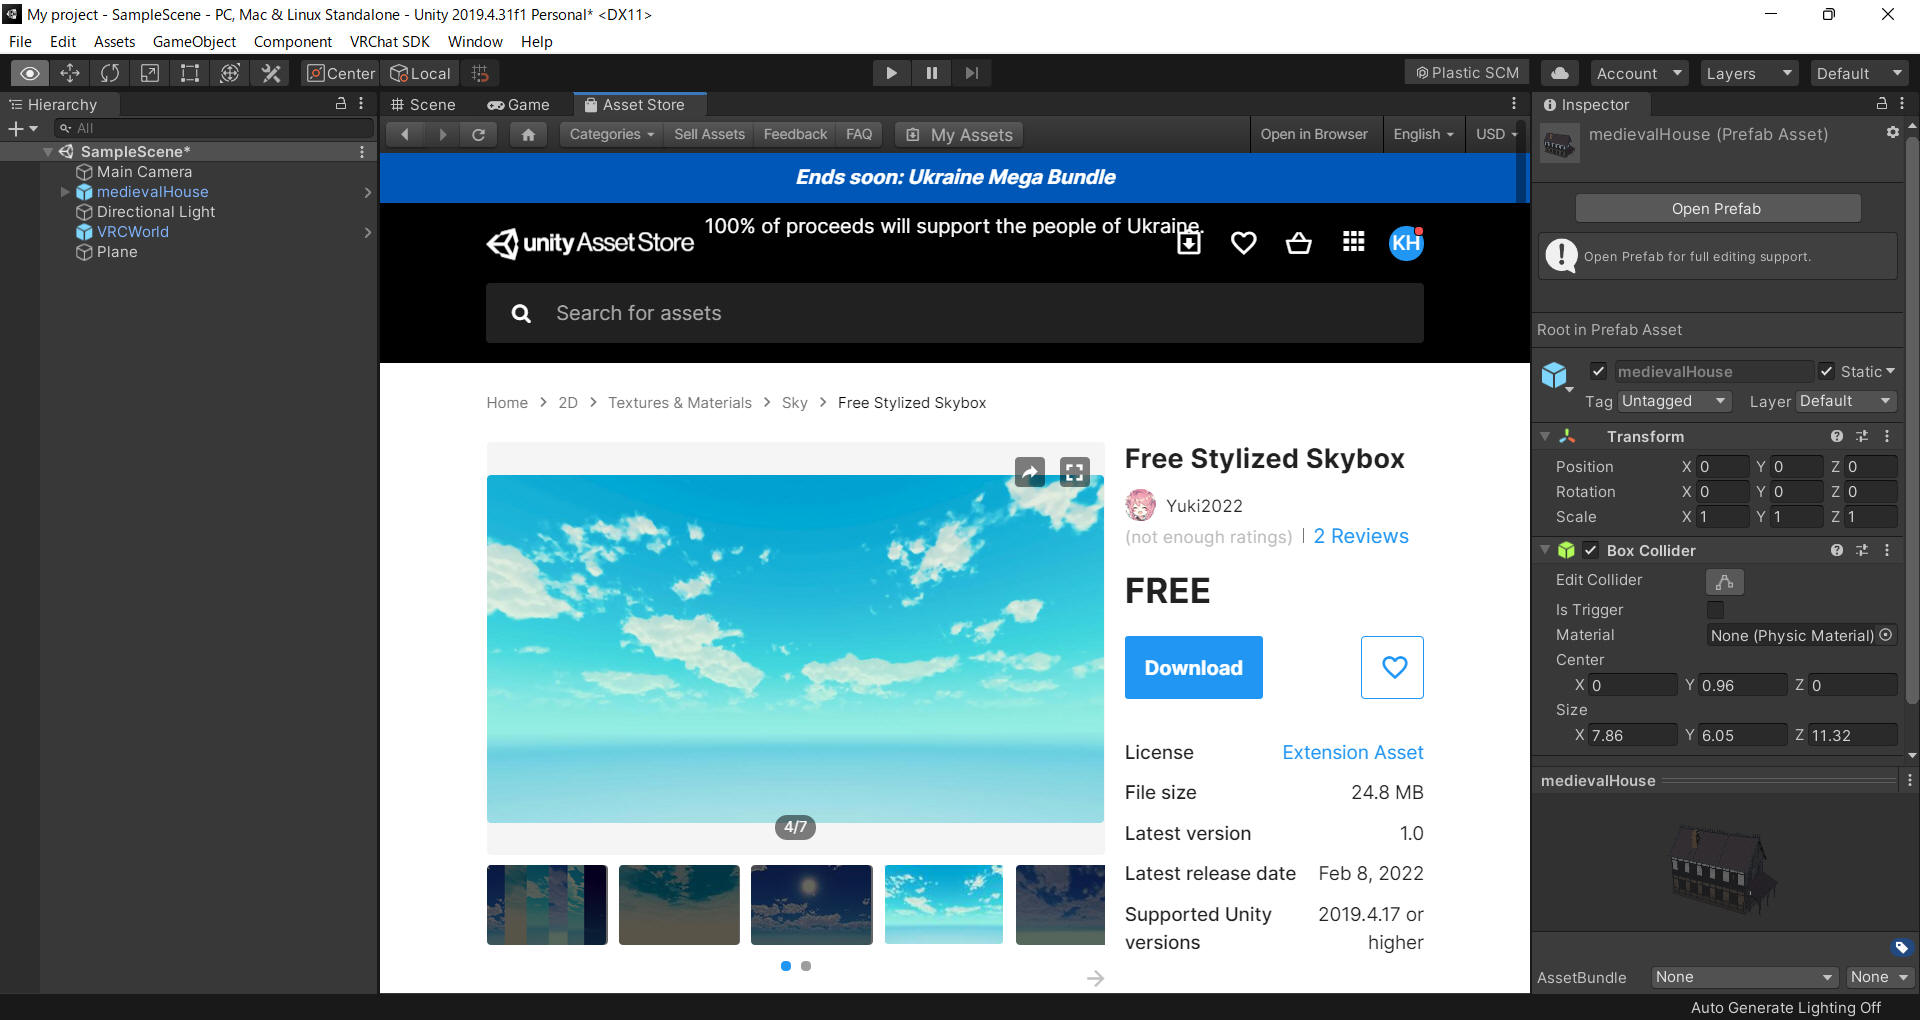 My project - SampleScene - PC, Mac & Linux Standalone - Unity 2019.4.31f1 Personal* <DX11>
File Edit Assets GameObject Component VRChat SDK Window Help
Center Local Plastic SCM Account Layers Default
Hierarchy
All
SampleScene*
Main Camera
medievalHouse
Directional Light
VRCWorld
Plane
Scene Game Asset Store
Categories Sell Assets Feedback FAQ My Assets Open in Browser English USD
Ends soon: Ukraine Mega Bundle
100% of proceeds will support the people of Ukraine.
unity Asset Store
KH
Search for assets
Home > 2D > Textures & Materials > Sky > Free Stylized Skybox
4/7
Free Stylized Skybox
Yuki2022
(not enough ratings) | 2 Reviews
FREE
Download
License Extension Asset
File size 24.8 MB
Latest version 1.0
Latest release date Feb 8, 2022
Supported Unity versions 2019.4.17 or higher
Inspector
medievalHouse (Prefab Asset)
Open Prefab
Open Prefab for full editing support.
Root in Prefab Asset
medievalHouse Static
Tag Untagged Layer Default
Transform
Position X 0 Y 0 Z 0
Rotation X 0 Y 0 Z 0
Scale X 1 Y 1 Z 1
Box Collider
Edit Collider
Is Trigger
Material None (Physic Material)
Center
X 0 Y 0.96 Z 0
Size
X 7.86 Y 6.05 Z 11.32
medievalHouse
AssetBundle None None
Auto Generate Lighting Off